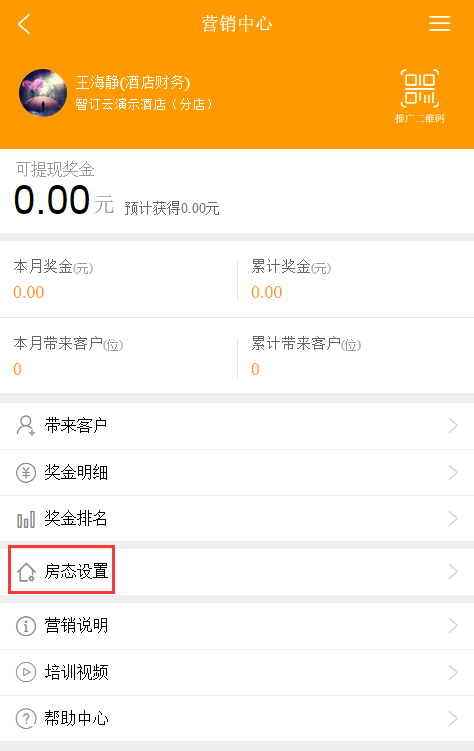 营销中心
王海静(酒店财务)
智订云演示酒店（分店）
推广二维码
可提现奖金
0.00元 预计获得0.00元
本月奖金(元) 累计奖金(元)
0.00 0.00
本月带来客户(位) 累计带来客户(位)
0 0
带来客户
奖金明细
奖金排名
房态设置
营销说明
培训视频
帮助中心